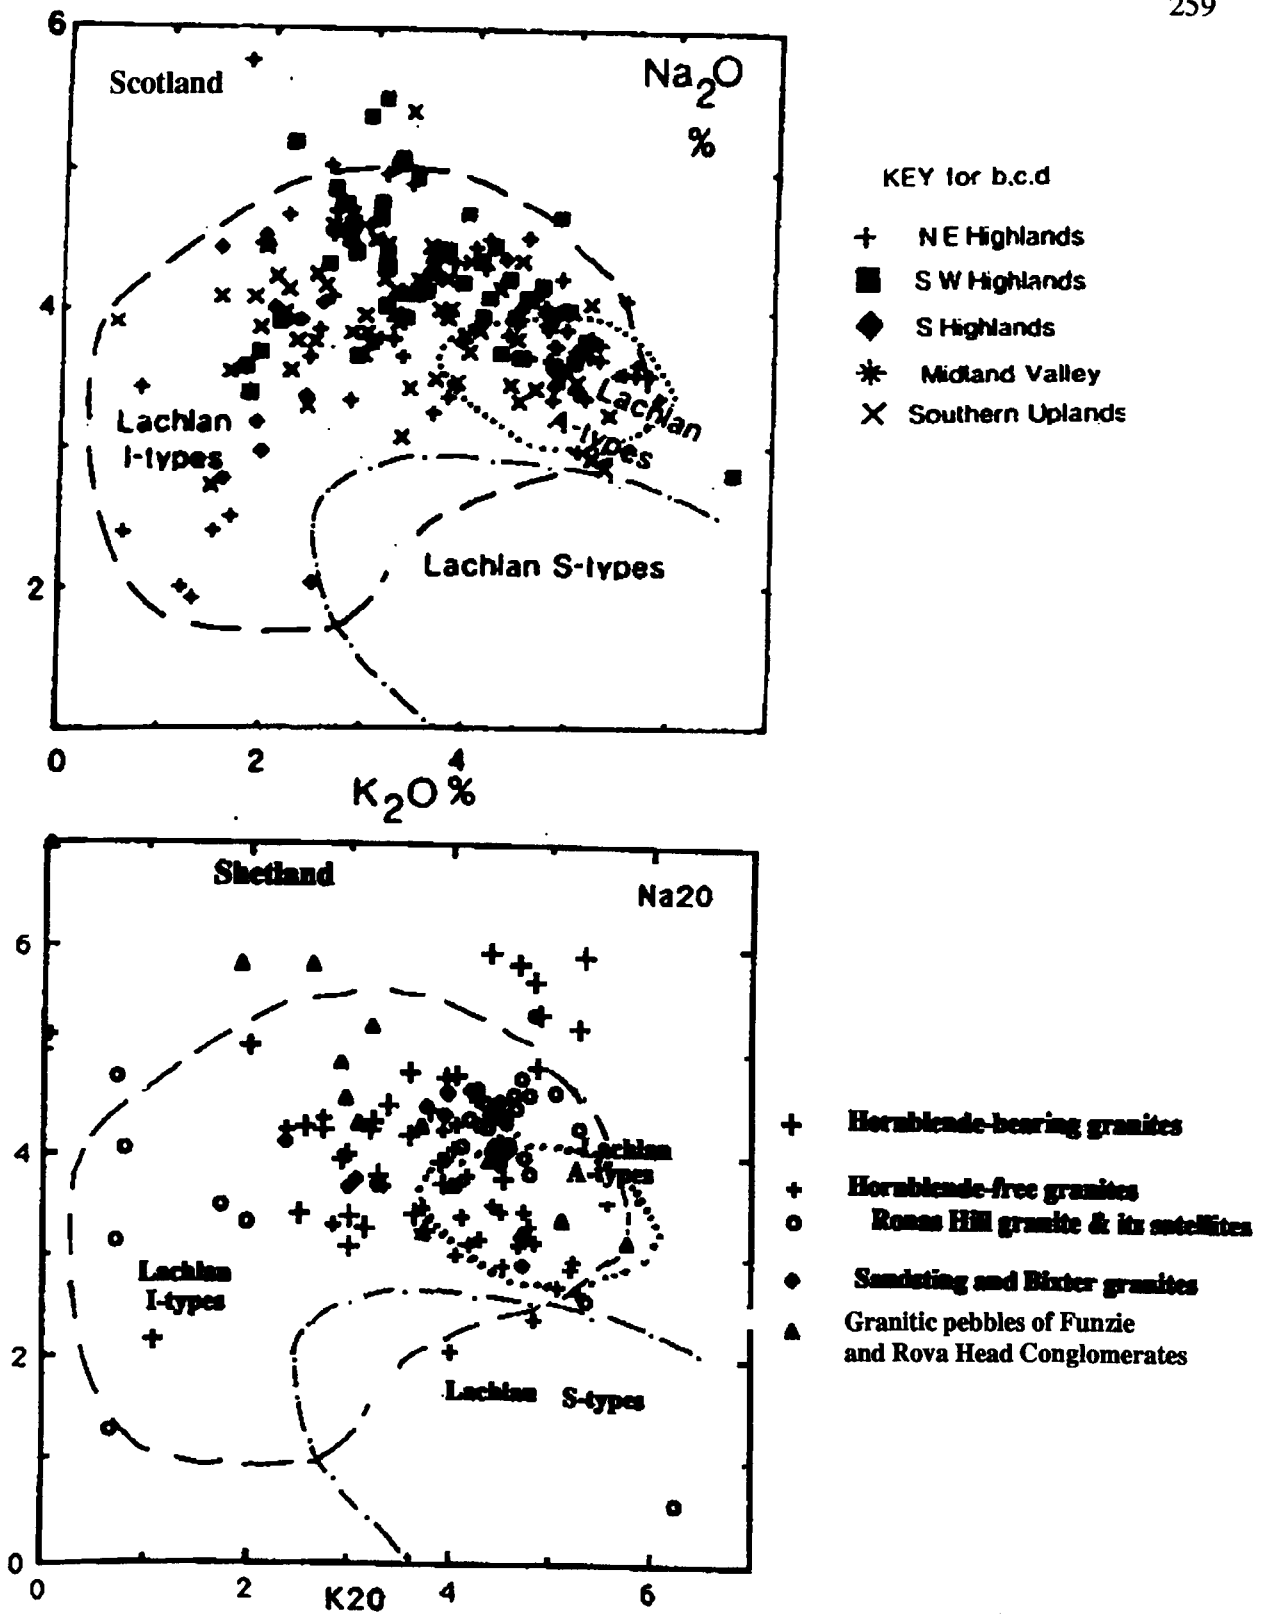 259
6
Scotland
Na2O
%
4
Lachlan
I-types
Lachlan
A-types
Lachlan S-types
2
0 2 4
K2O %
KEY for b.c.d
N E Highlands
S W Highlands
S Highlands
Midland Valley
Southern Uplands
Shetland
Na20
6
Lachlan
A-types
4
Lachlan
I-types
2
Lachlan S-types
0
0 2 4 6
K20
Hornblende-bearing granites
Hornblende-free granites
Ronas Hill granite & its satellites
Sandsting and Bixter granites
Granitic pebbles of Funzie
and Rova Head Conglomerates